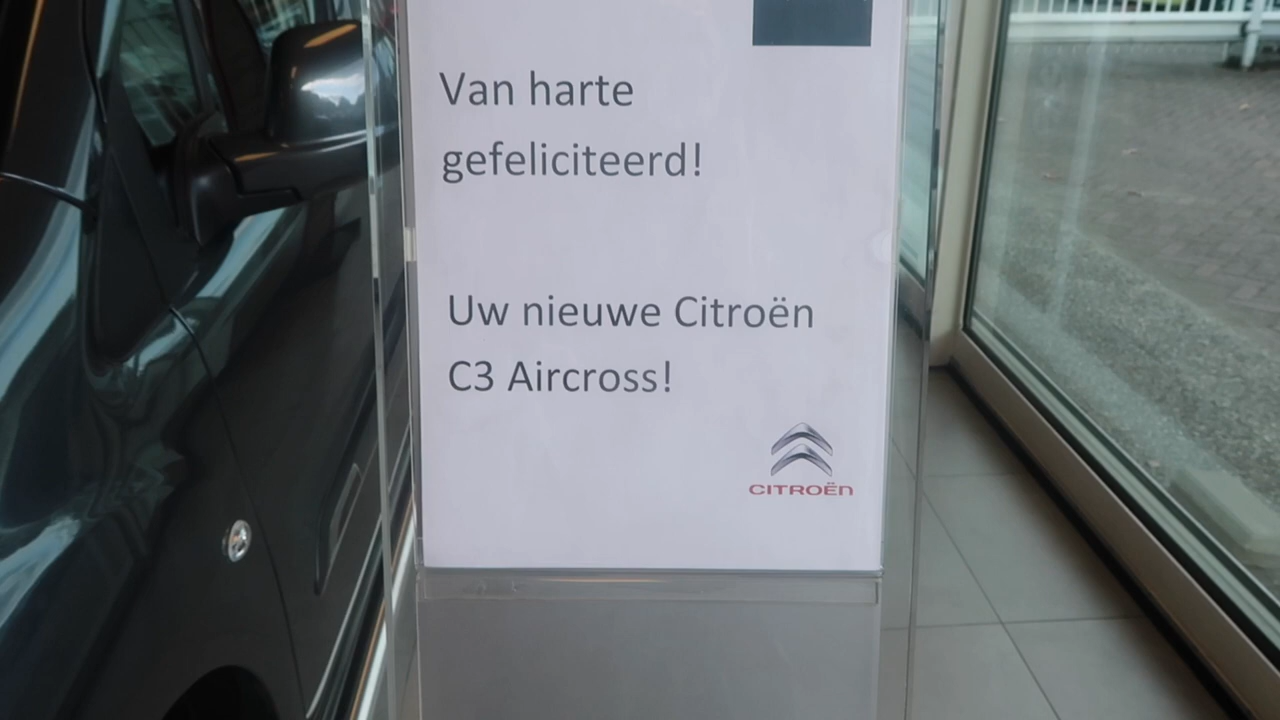 Van harte
gefeliciteerd!
Uw nieuwe Citroën
C3 Aircross!
CITROËN